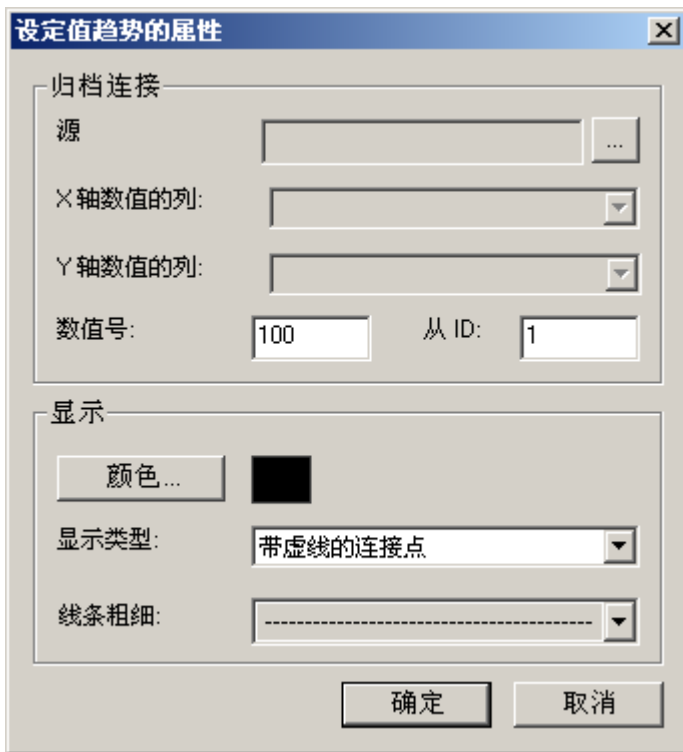 设定值趋势的属性
归档连接
源
...
X 轴数值的列:
Y 轴数值的列:
数值号: 100 从 ID: 1
显示
颜色...
显示类型: 带虚线的连接点
线条粗细:
确定 取消